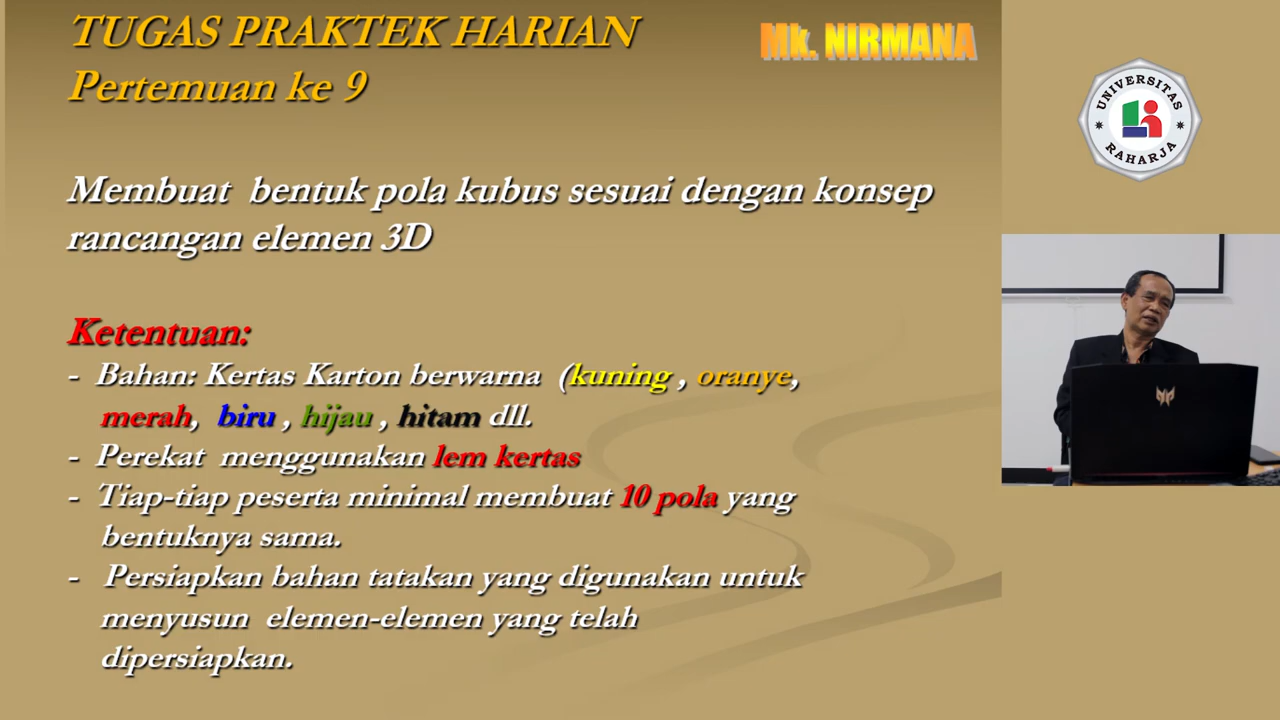 TUGAS PRAKTEK HARIAN
Pertemuan ke 9
Mk. NIRMANA
Membuat bentuk pola kubus sesuai dengan konsep
rancangan elemen 3D
Ketentuan:
- Bahan: Kertas Karton berwarna (kuning , oranye,
merah, biru , hijau , hitam dll.
- Perekat menggunakan lem kertas
- Tiap-tiap peserta minimal membuat 10 pola yang
bentuknya sama.
- Persiapkan bahan tatakan yang digunakan untuk
menyusun elemen-elemen yang telah
dipersiapkan.
UNIVERSITAS
RAHARJA